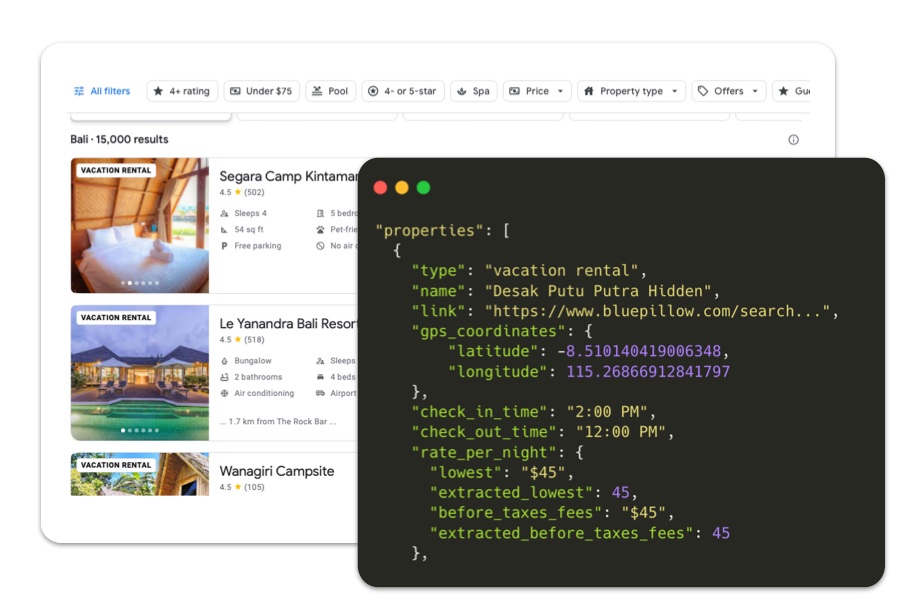 All filters
4+ rating
Under $75
Pool
4- or 5-star
Spa
Price
Property type
Offers
Gue
Bali · 15,000 results
VACATION RENTAL
Segara Camp Kintamar
4.5 ★ (502)
Sleeps 4
5 bedro
54 sq ft
Pet-frie
Free parking
No air c
VACATION RENTAL
Le Yanandra Bali Resort
4.5 ★ (518)
Bungalow
Sleeps
2 bathrooms
4 beds
Air conditioning
Airport
... 1.7 km from The Rock Bar ...
VACATION RENTAL
Wanagiri Campsite
4.5 ★ (105)
"properties": [
{
"type": "vacation rental",
"name": "Desak Putu Putra Hidden",
"link": "https://www.bluepillow.com/search...",
"gps_coordinates": {
"latitude": -8.510140419006348,
"longitude": 115.26866912841797
},
"check_in_time": "2:00 PM",
"check_out_time": "12:00 PM",
"rate_per_night": {
"lowest": "$45",
"extracted_lowest": 45,
"before_taxes_fees": "$45",
"extracted_before_taxes_fees": 45
},